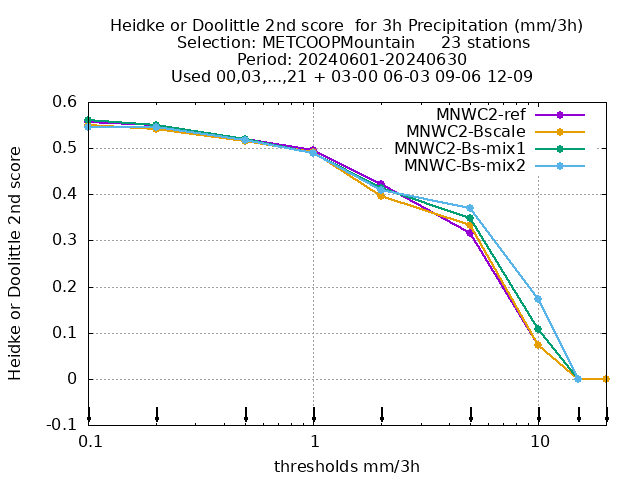 Heidke or Doolittle 2nd score  for 3h Precipitation (mm/3h)
Selection: METCOOPMountain     23 stations
Period: 20240601-20240630
Used 00,03,...,21 + 03-00 06-03 09-06 12-09
MNWC2-ref
MNWC2-Bscale
MNWC2-Bs-mix1
MNWC-Bs-mix2
Heidke or Doolittle 2nd score
0.6
0.5
0.4
0.3
0.2
0.1
0
-0.1
0.1 1 10
thresholds mm/3h